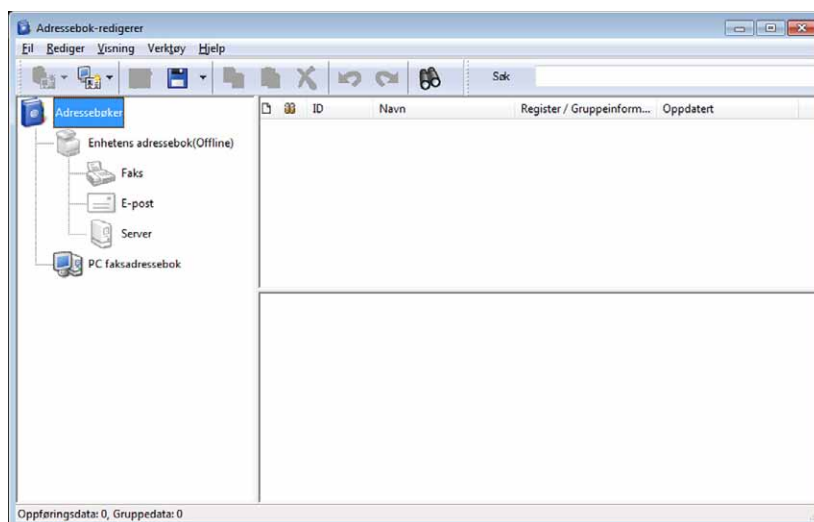 Adressebok-redigerer
Fil Rediger Visning Verktøy Hjelp
Søk
Adressebøker
Enhetens adressebok(Offline)
Faks
E-post
Server
PC faksadressebok
ID Navn Register / Gruppeinform... Oppdatert
Oppføringsdata: 0, Gruppedata: 0